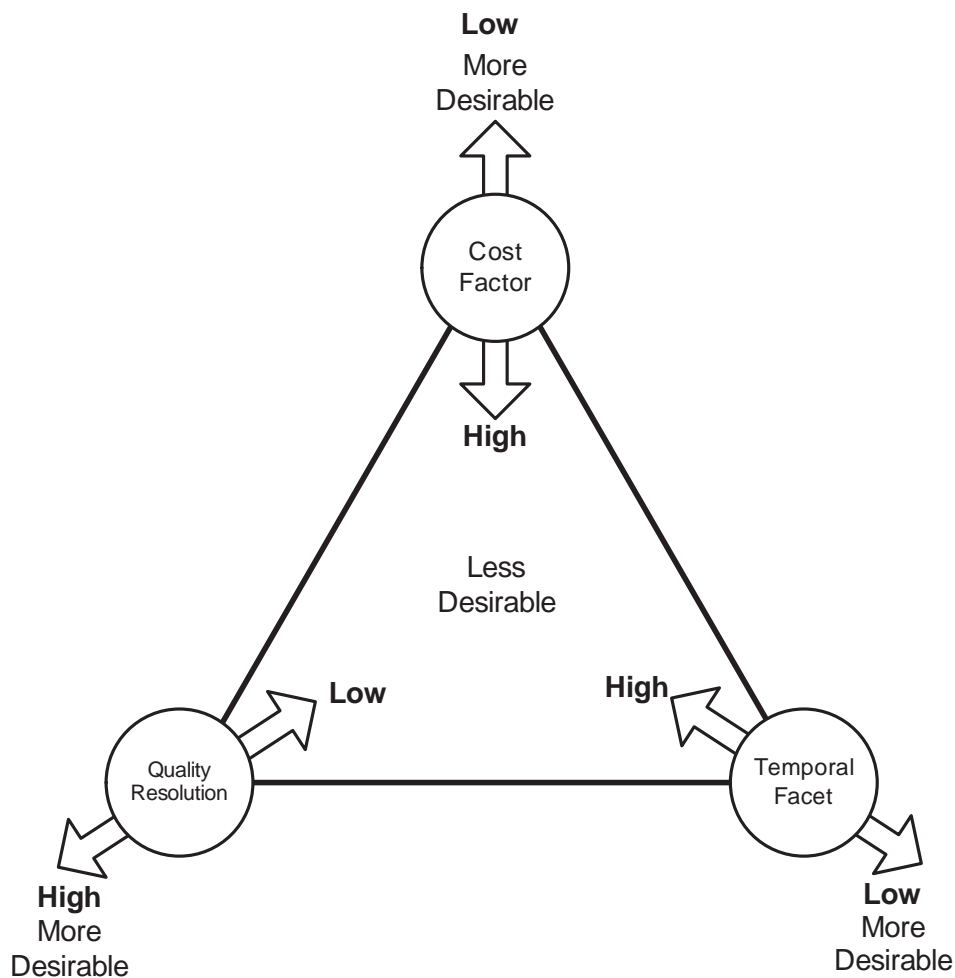 Low
More
Desirable
Cost
Factor
High
Less
Desirable
Low
High
Quality
Resolution
Temporal
Facet
High
More
Desirable
Low
More
Desirable